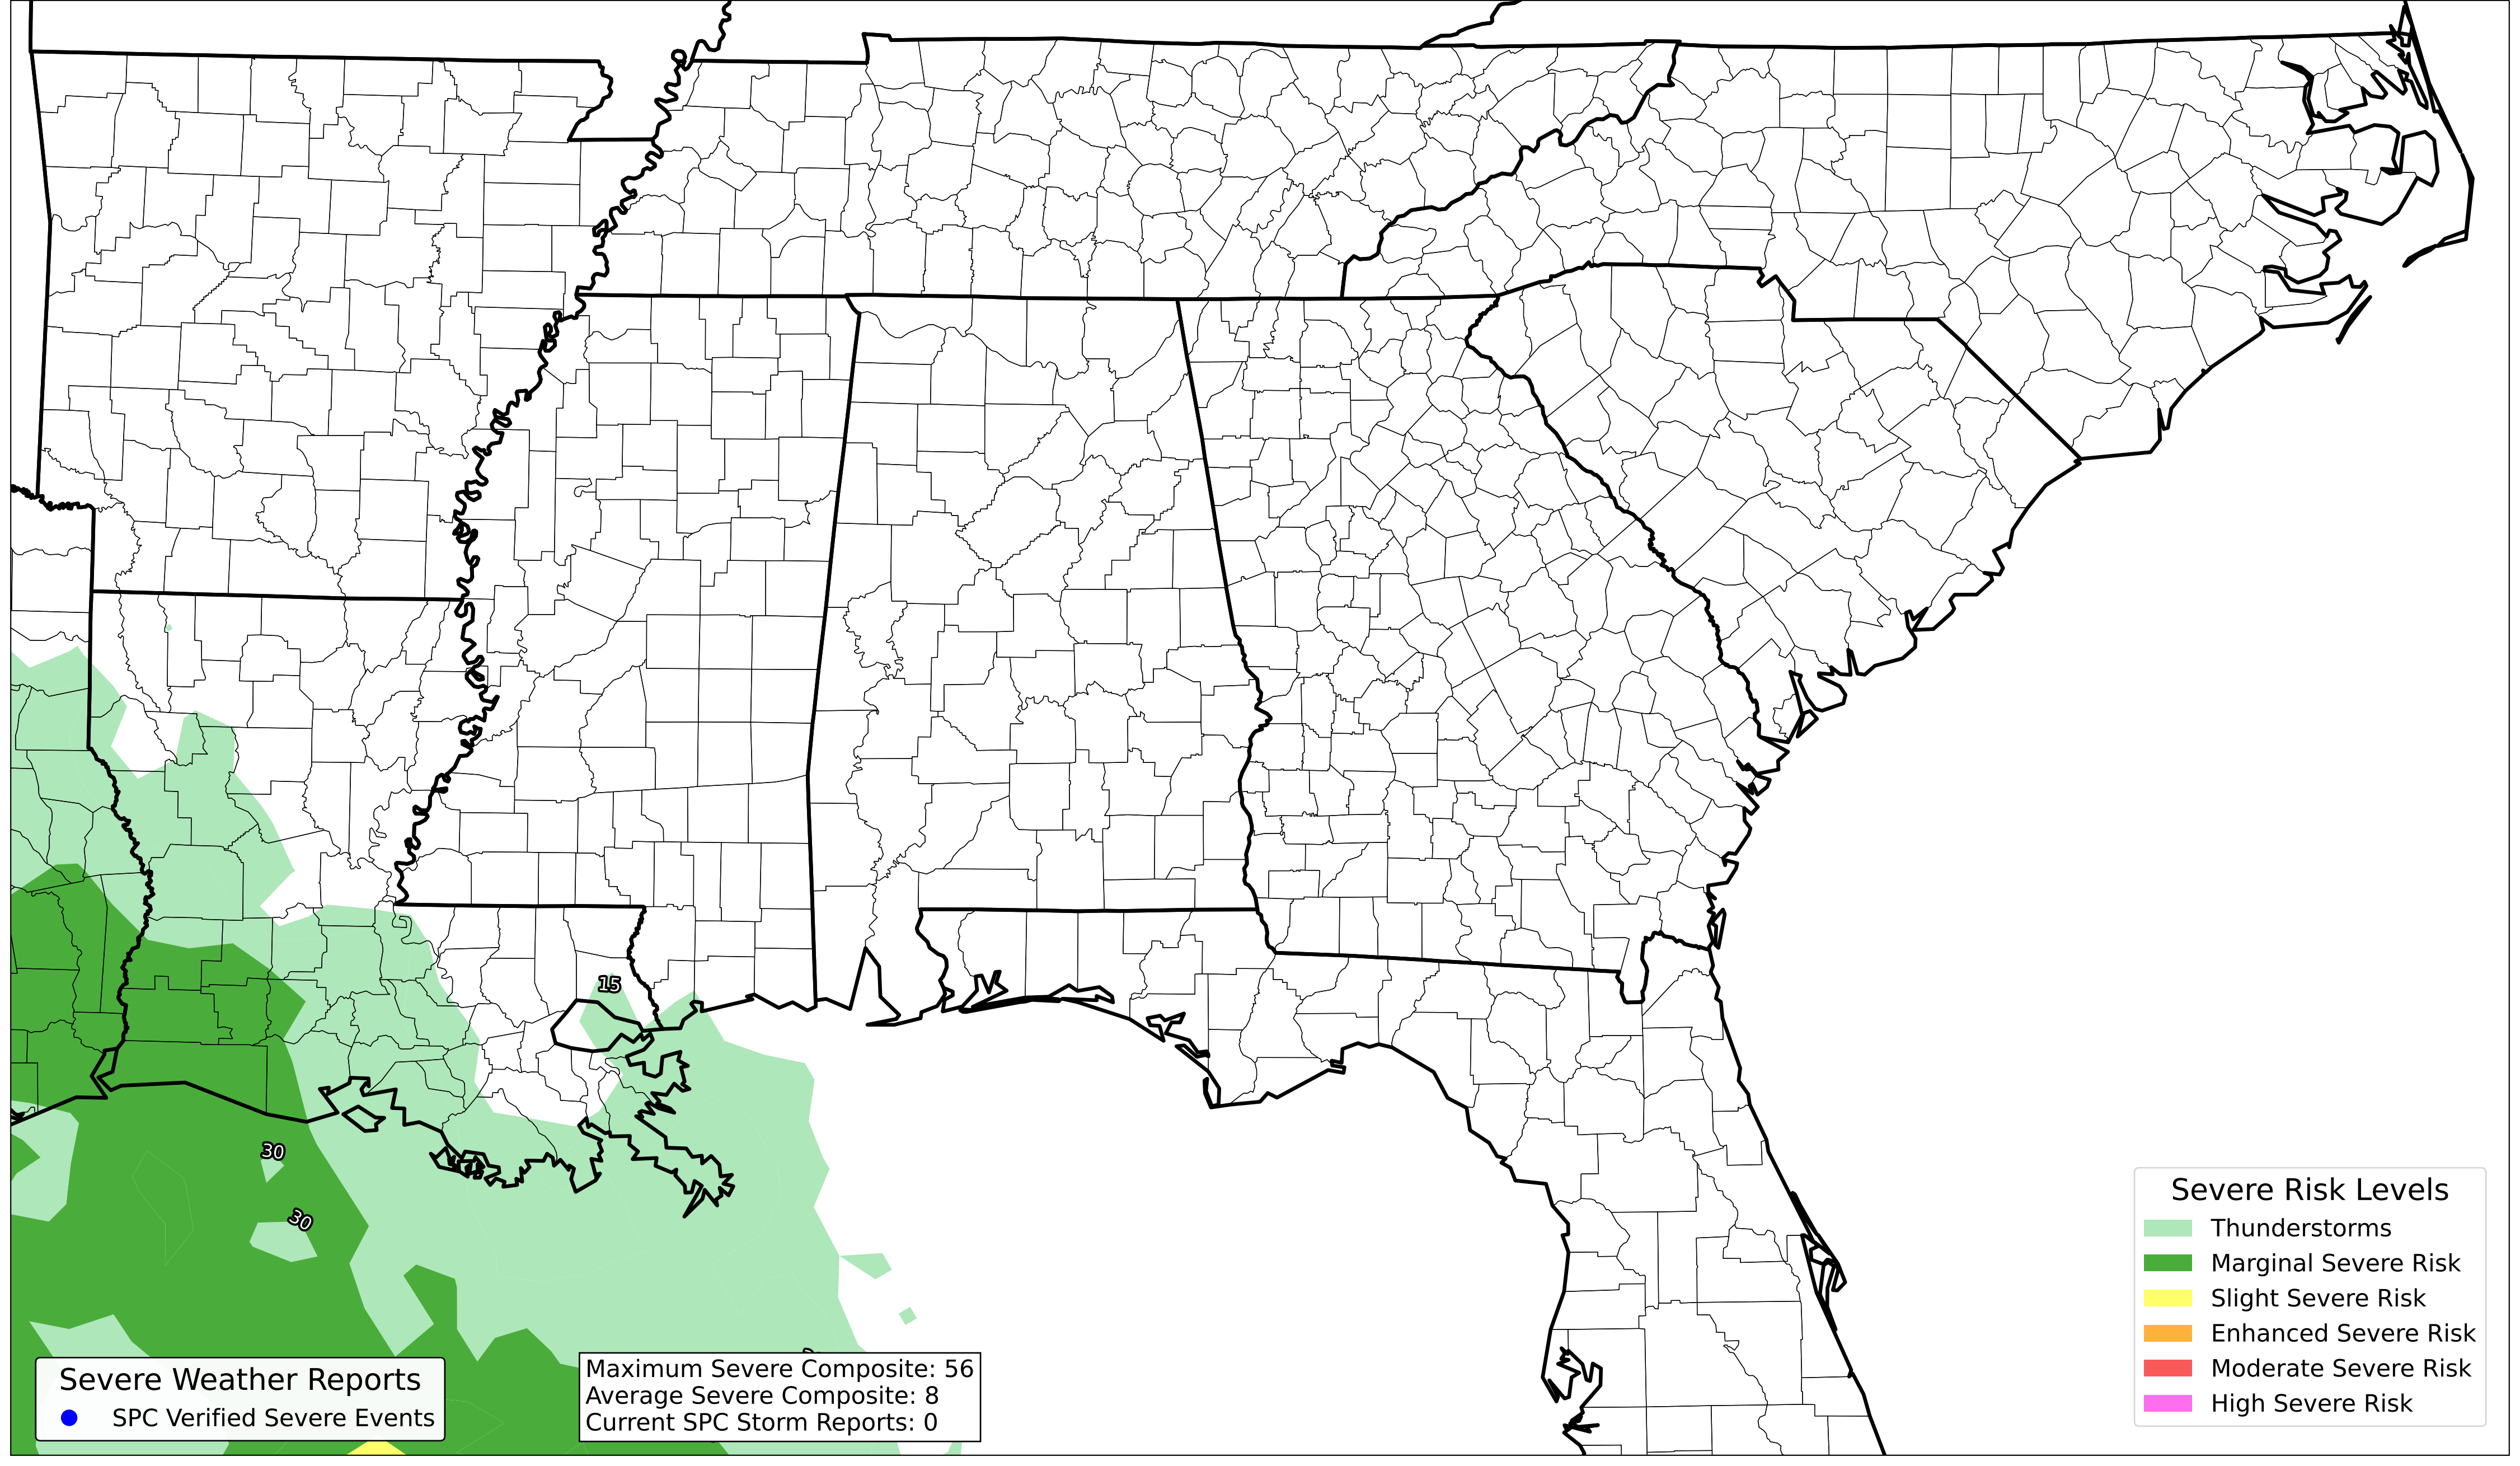 15
30
30
Severe Weather Reports
SPC Verified Severe Events
Maximum Severe Composite: 56
Average Severe Composite: 8
Current SPC Storm Reports: 0
Severe Risk Levels
Thunderstorms
Marginal Severe Risk
Slight Severe Risk
Enhanced Severe Risk
Moderate Severe Risk
High Severe Risk